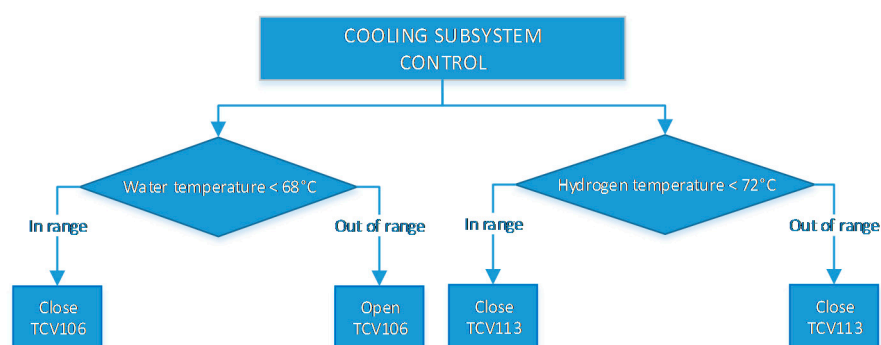 COOLING SUBSYSTEM
CONTROL
Water temperature < 68°C
Hydrogen temperature < 72°C
In range
Out of range
In range
Out of range
Close
TCV106
Open
TCV106
Close
TCV113
Close
TCV113